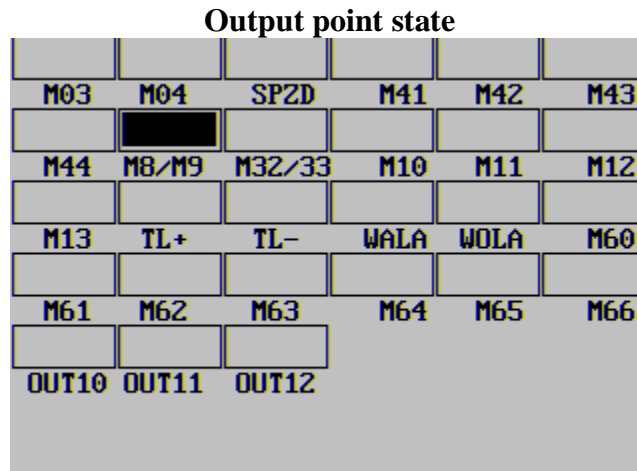 Output point state
M03 M04 SPZD M41 M42 M43
M44 M8/M9 M32/33 M10 M11 M12
M13 TL+ TL- WALA WOLA M60
M61 M62 M63 M64 M65 M66
OUT10 OUT11 OUT12